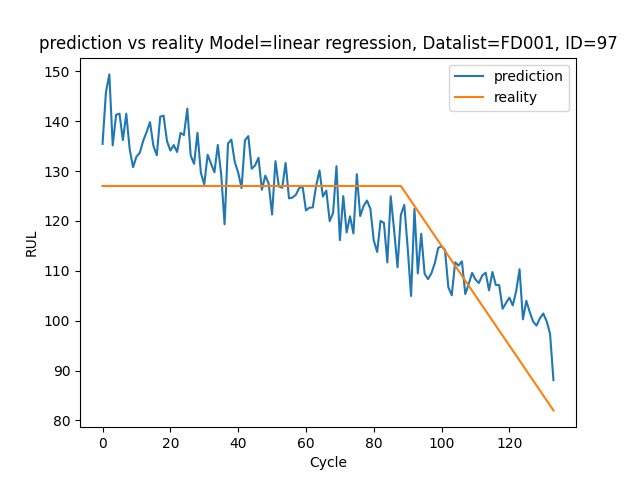 prediction vs reality Model=linear regression, Datalist=FD001, ID=97
prediction
reality
150
140
130
120
110
100
90
80
RUL
0 20 40 60 80 100 120
Cycle